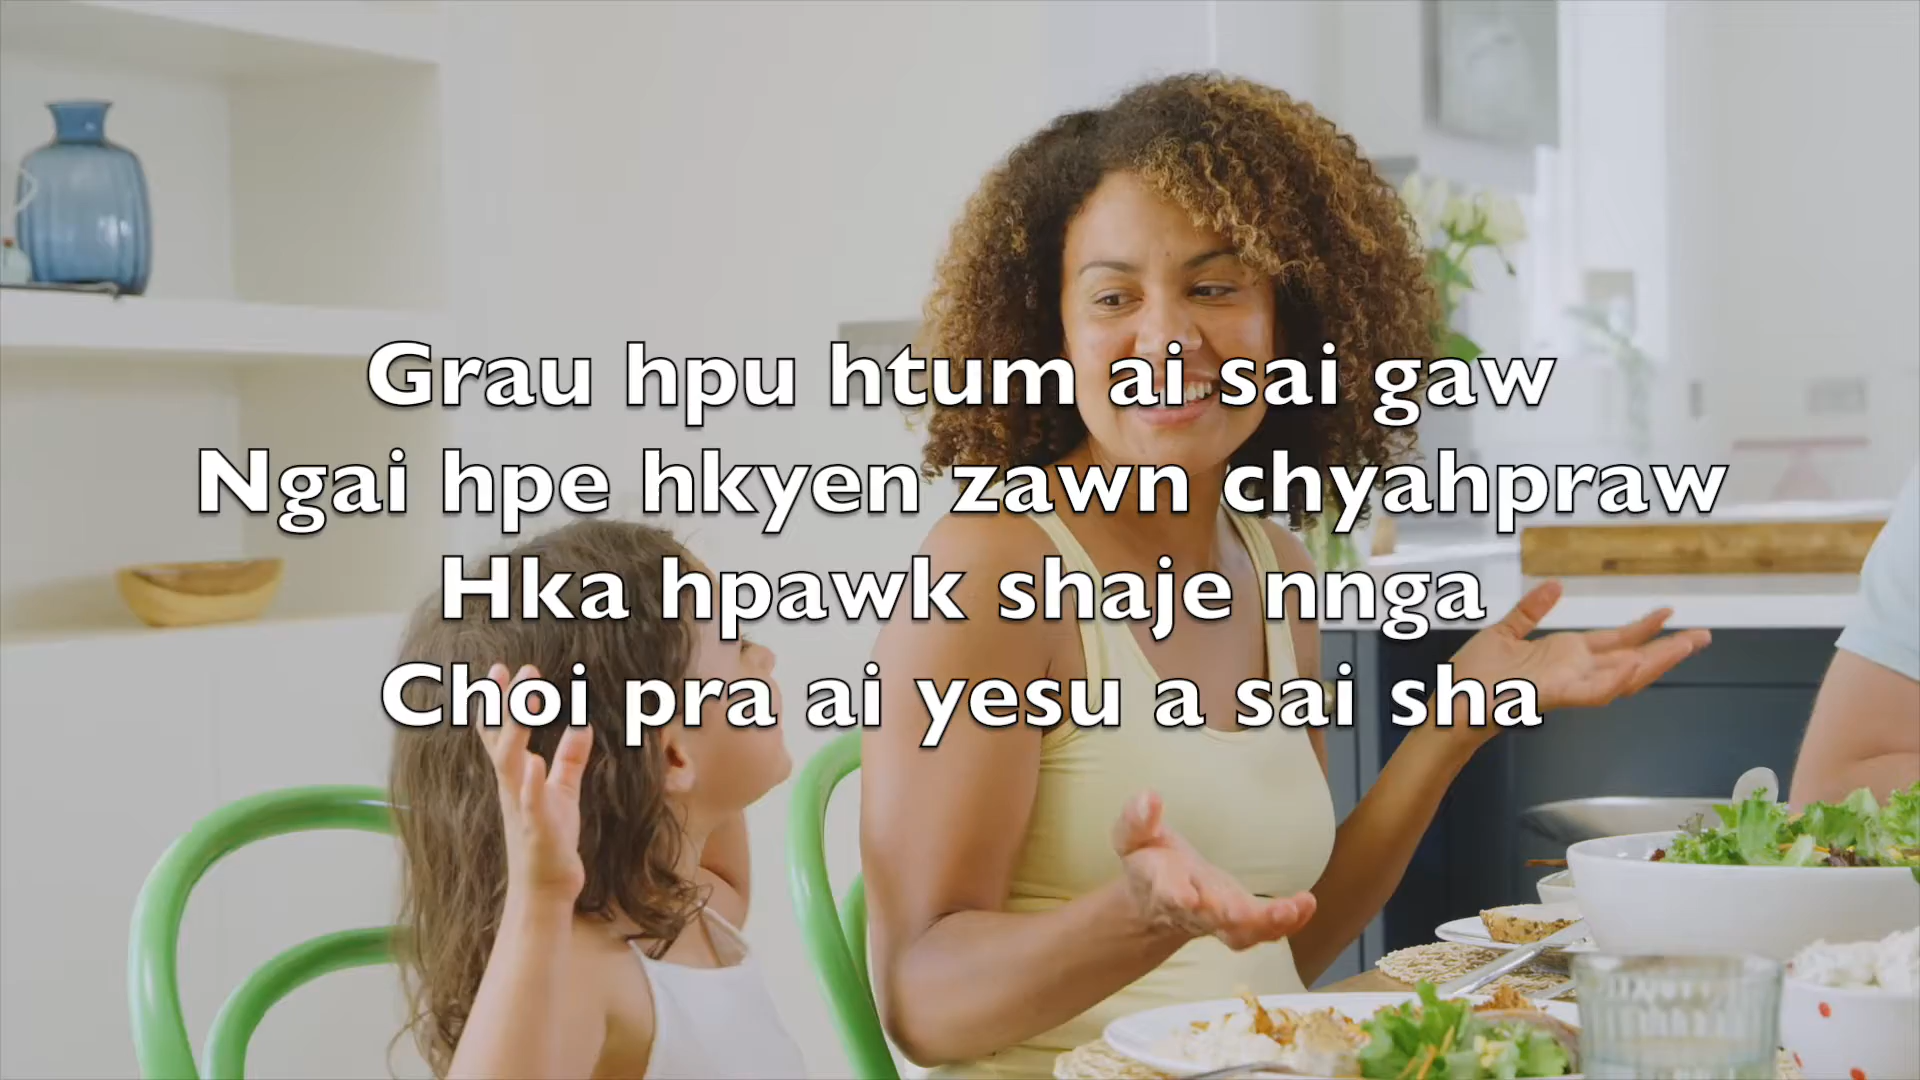 Grau hpu htum ai sai gaw
Ngai hpe hkyen zawn chyahpraw
Hka hpawk shaje nnga
Choi pra ai yesu a sai sha